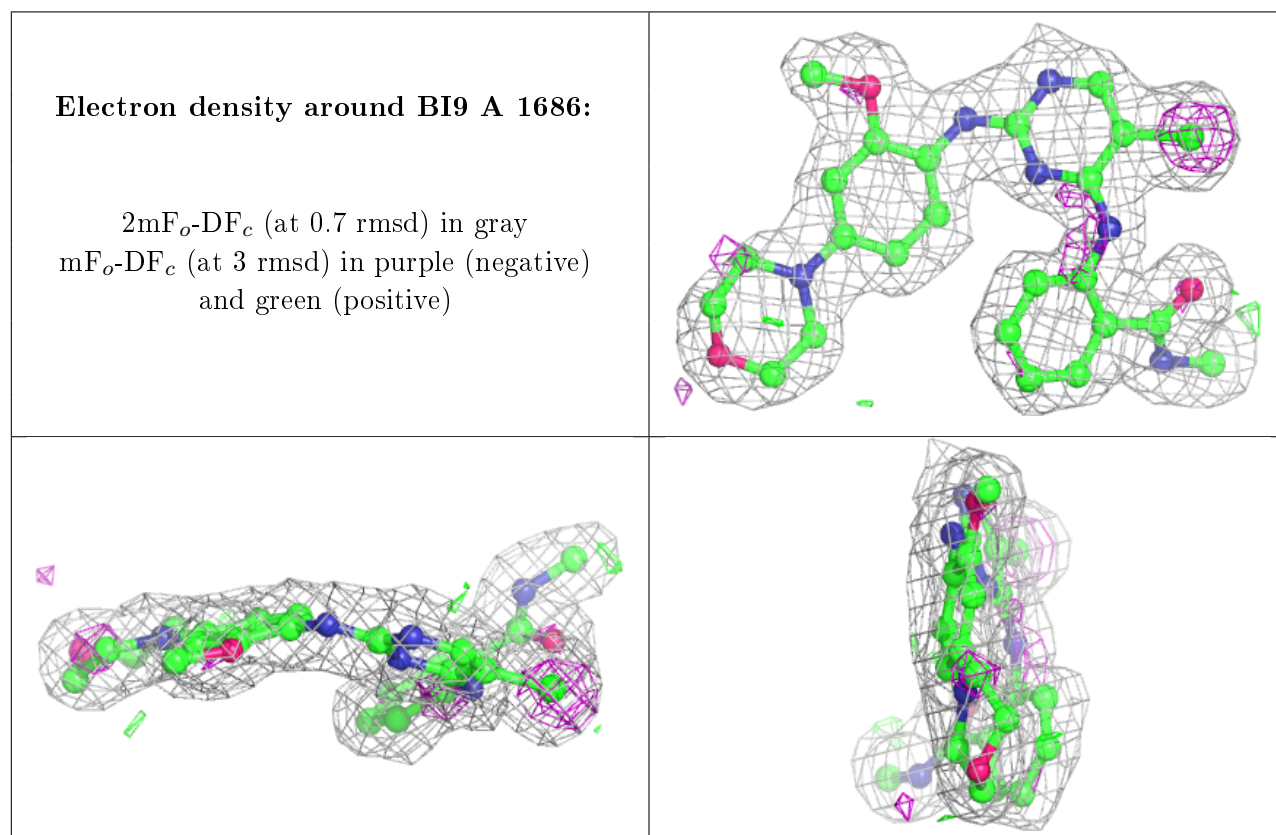 Electron density around BI9 A 1686:
2mFo-DFc (at 0.7 rmsd) in gray
mFo-DFc (at 3 rmsd) in purple (negative)
and green (positive)